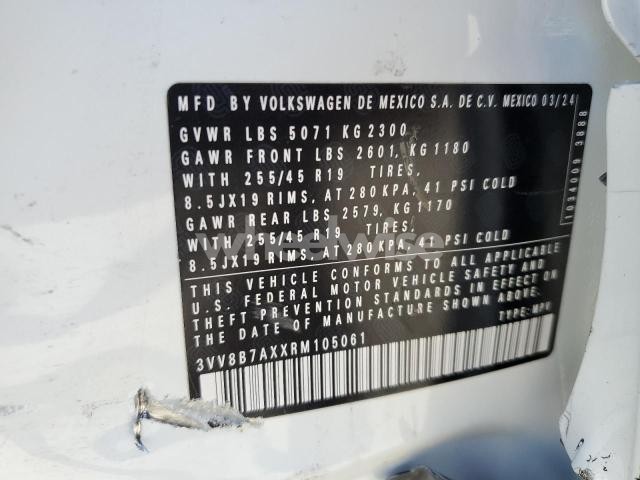 MFD BY VOLKSWAGEN DE MEXICO S.A. DE C.V. MEXICO 03/24
GVWR LBS 5071 KG 2300
GAWR FRONT LBS 2601, KG 1180
WITH 255/45 R19 TIRES,
8.5JX19 RIMS, AT 280 KPA, 41 PSI COLD
GAWR REAR LBS 2579, KG 1170
WITH 255/45 R19 TIRES,
8.5JX19 RIMS, AT 280 KPA, 41 PSI COLD
THIS VEHICLE CONFORMS TO ALL APPLICABLE
U.S. FEDERAL MOTOR VEHICLE SAFETY AND
THEFT PREVENTION STANDARDS IN EFFECT ON
THE DATE OF MANUFACTURE SHOWN ABOVE.
3VV8B7AXXRM105061 TYPE: MPV
1034009 3888
wheelwise